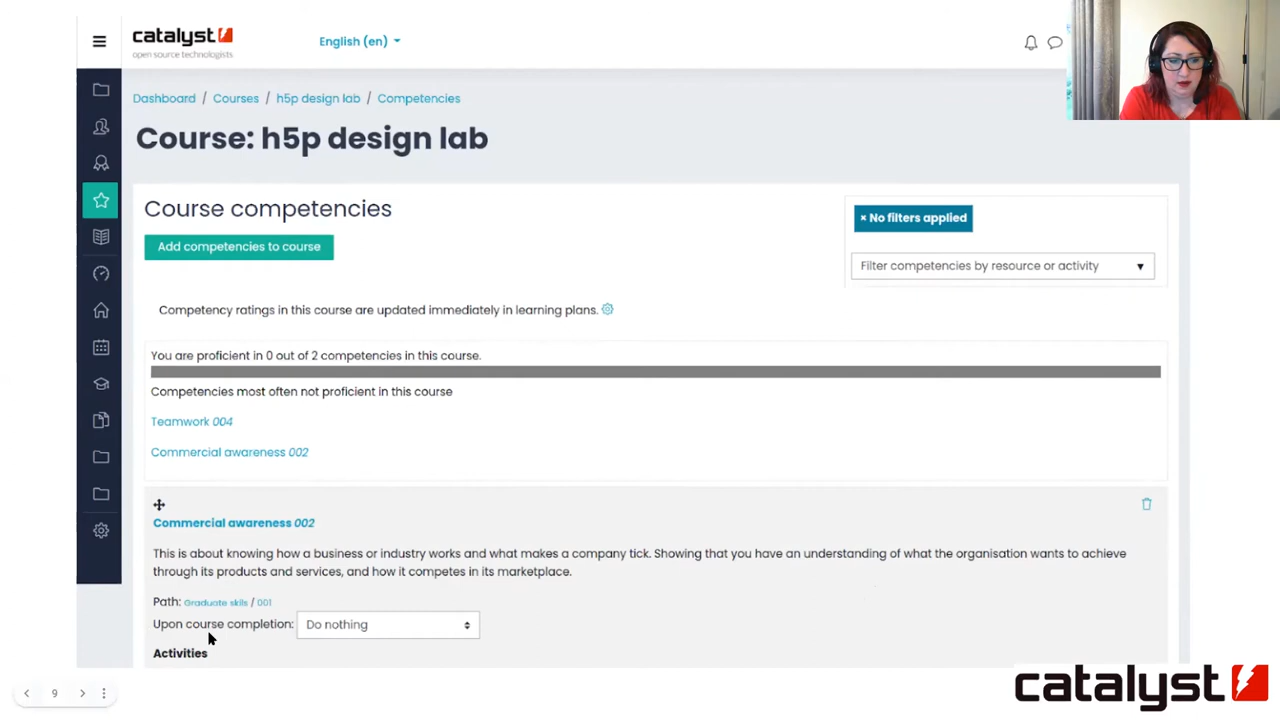 catalyst
open source technologists
English (en)
Dashboard / Courses / h5p design lab / Competencies
Course: h5p design lab
Course competencies
× No filters applied
Add competencies to course
Filter competencies by resource or activity
Competency ratings in this course are updated immediately in learning plans.
You are proficient in 0 out of 2 competencies in this course.
Competencies most often not proficient in this course
Teamwork 004
Commercial awareness 002
Commercial awareness 002
This is about knowing how a business or industry works and what makes a company tick. Showing that you have an understanding of what the organisation wants to achieve
through its products and services, and how it competes in its marketplace.
Path: Graduate skils / 001
Upon course completion: Do nothing
Activities
9
catalyst